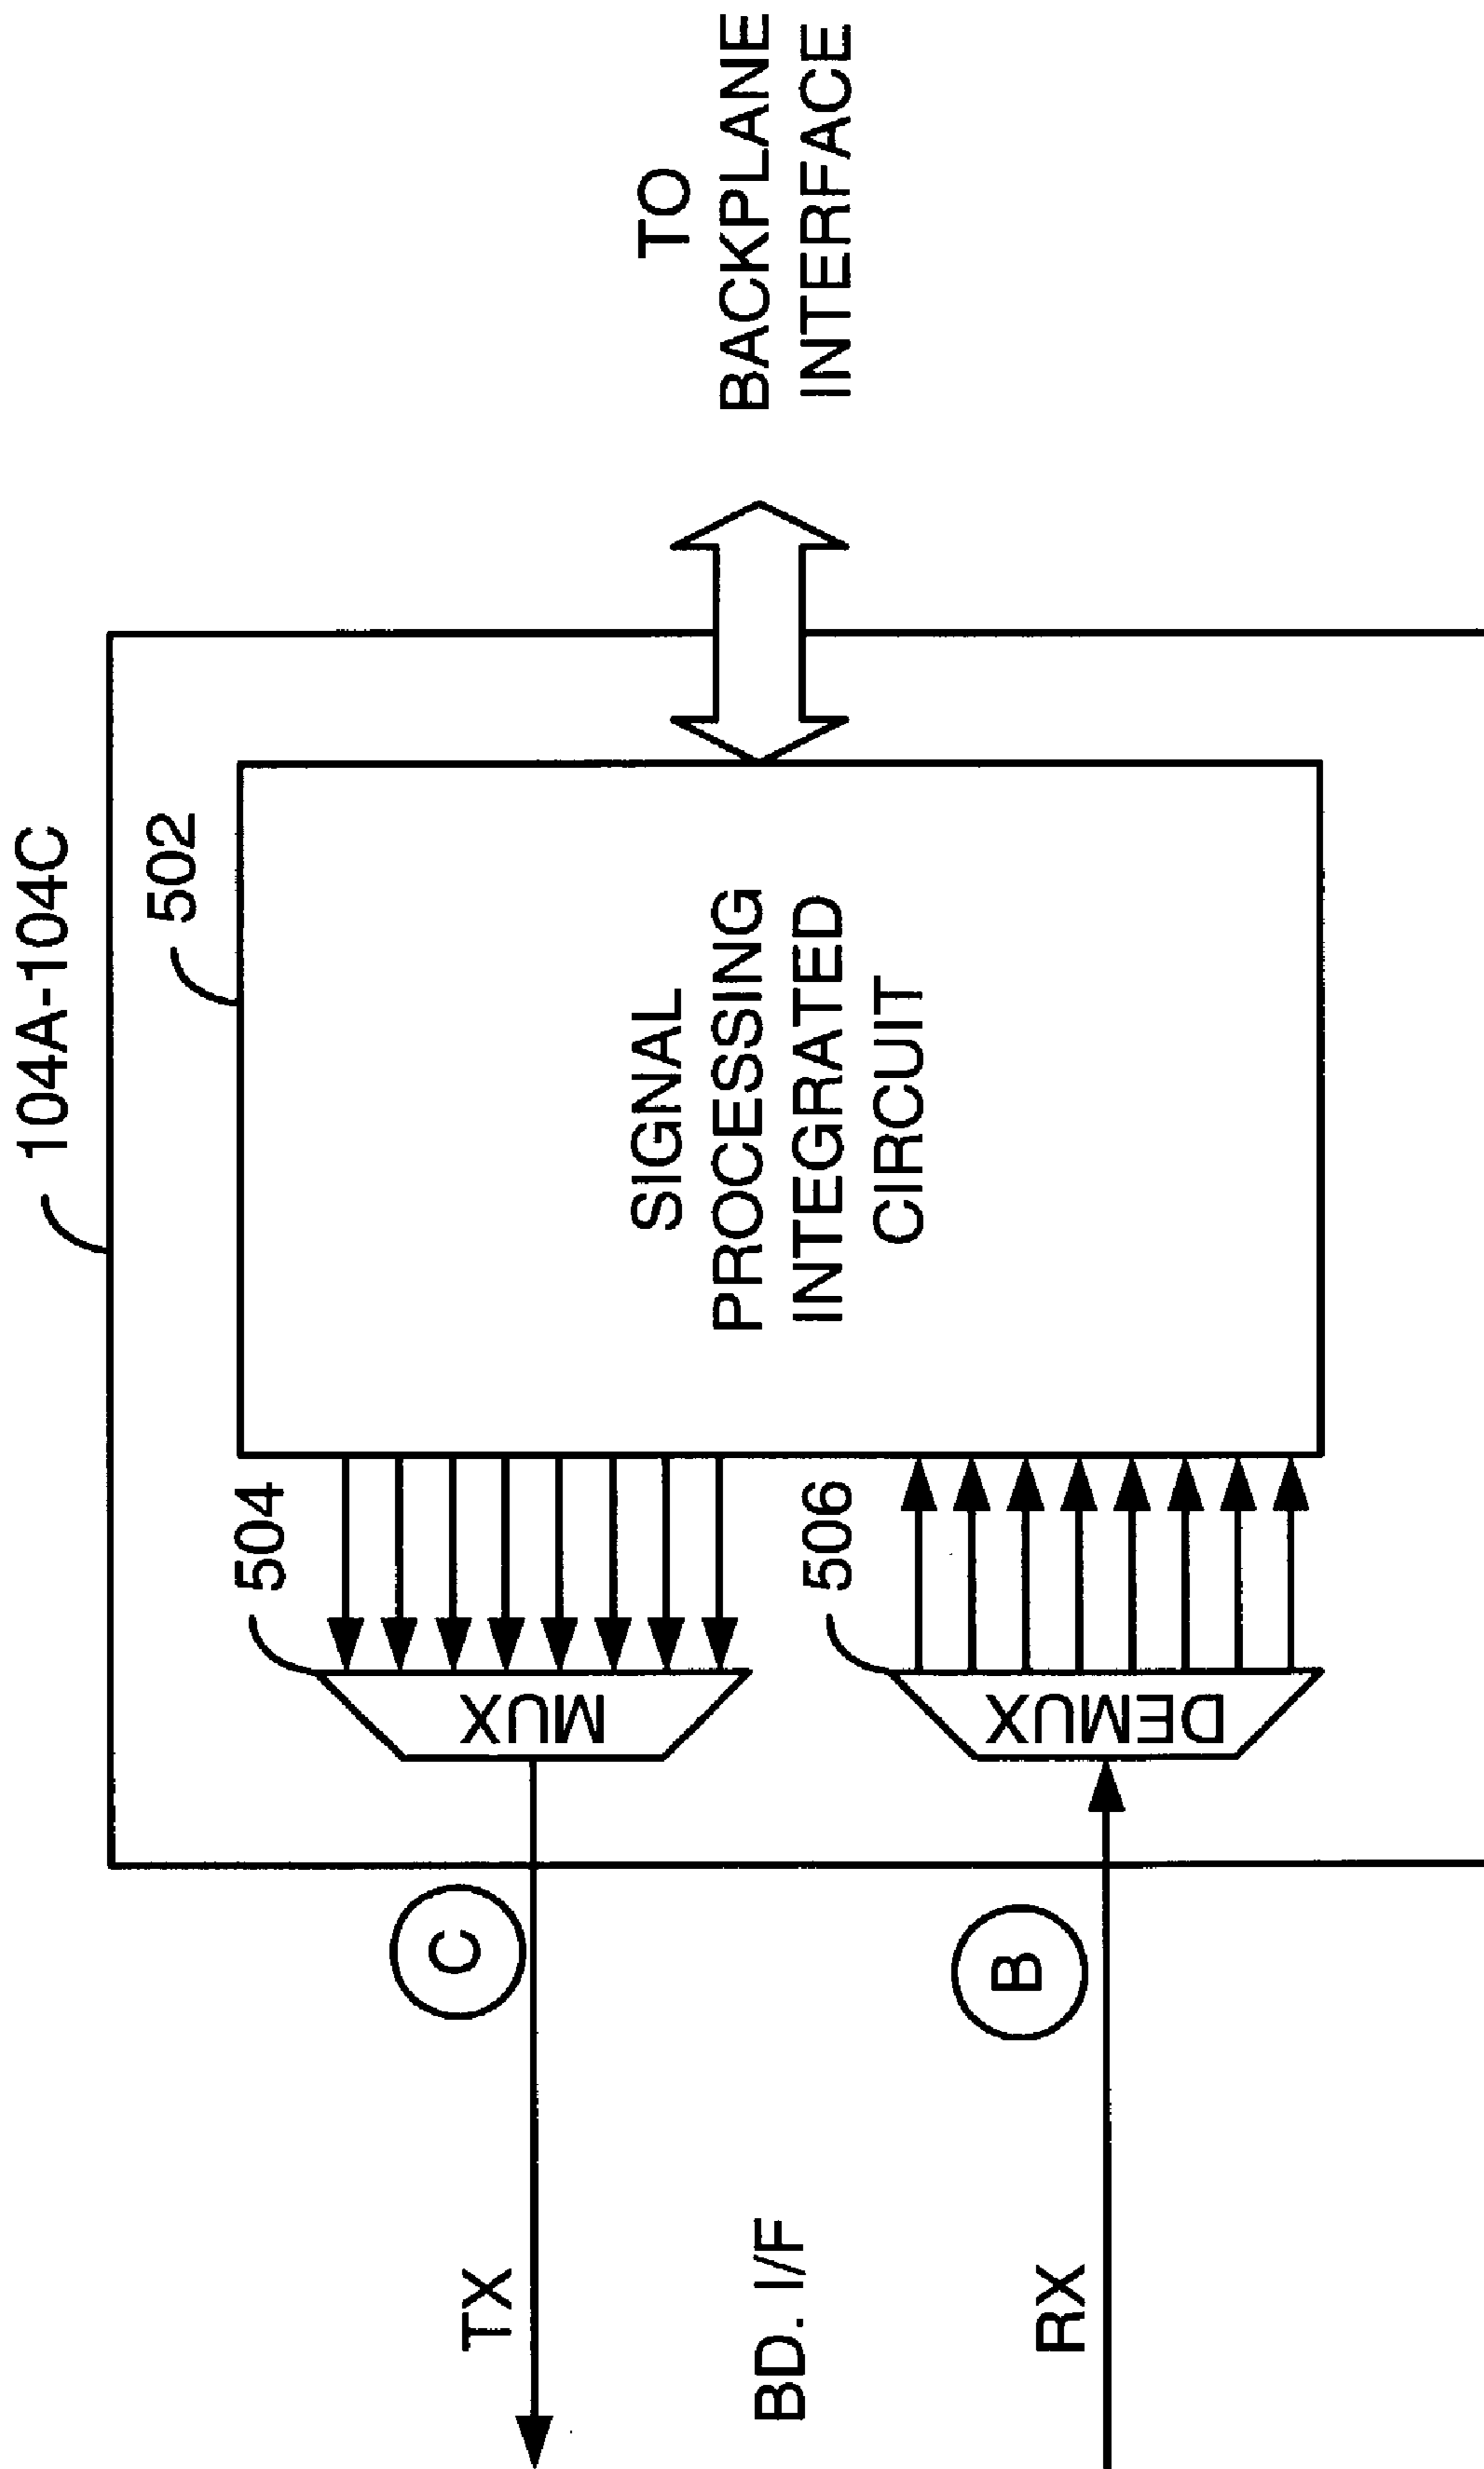 104A-104C
502
TO
BACKPLANE
INTERFACE
SIGNAL
PROCESSING
INTEGRATED
CIRCUIT
504
MUX
506
DEMUX
C
B
TX
BD. I/F
RX